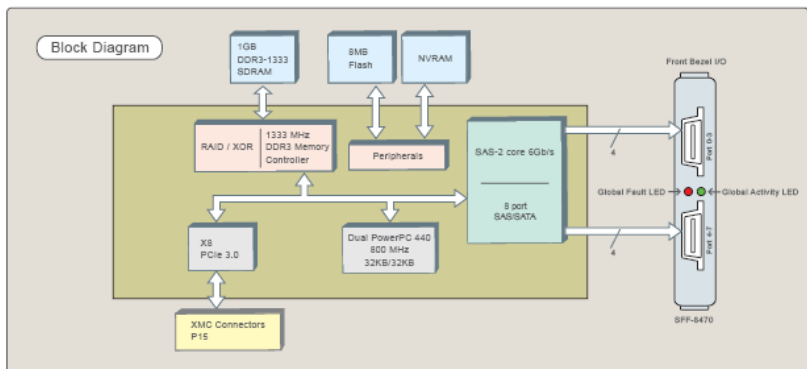 Block Diagram
1GB
DDR3-1333
SDRAM
8MB
Flash
NVRAM
Front Bezel I/O
RAID / XOR
1333 MHz
DDR3 Memory
Controller
Peripherals
SAS-2 core 6Gb/s
8 port
SAS/SATA
4
Port 0-3
Global Fault LED
Global Activity LED
4
Port 4-7
X8
PCIe 3.0
Dual PowerPC 440
800 MHz
32KB/32KB
XMC Connectors
P15
SFF-8470